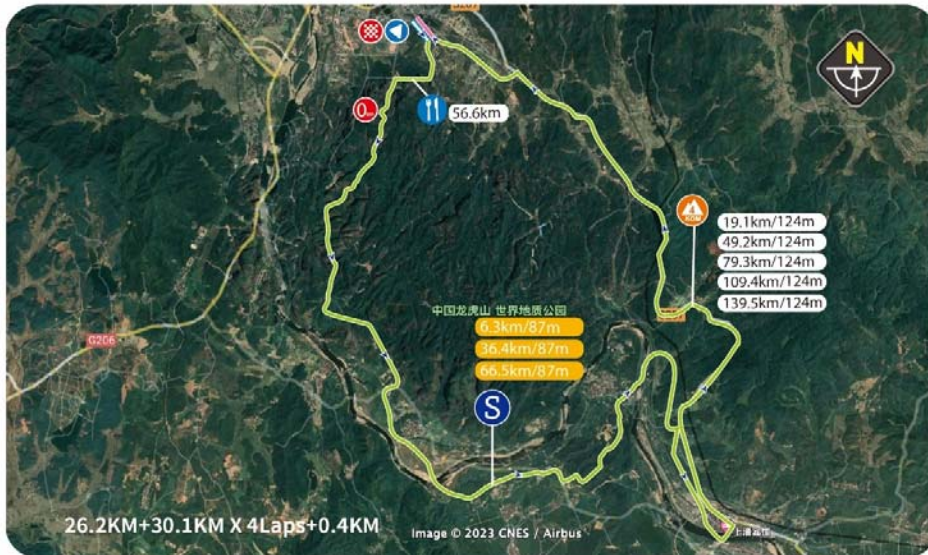 N
56.6km
KOM
19.1km/124m
49.2km/124m
79.3km/124m
109.4km/124m
139.5km/124m
中国龙虎山 世界地质公园
6.3km/87m
36.4km/87m
66.5km/87m
G206
S
26.2KM+30.1KM X 4Laps+0.4KM
Image © 2023 CNES / Airbus